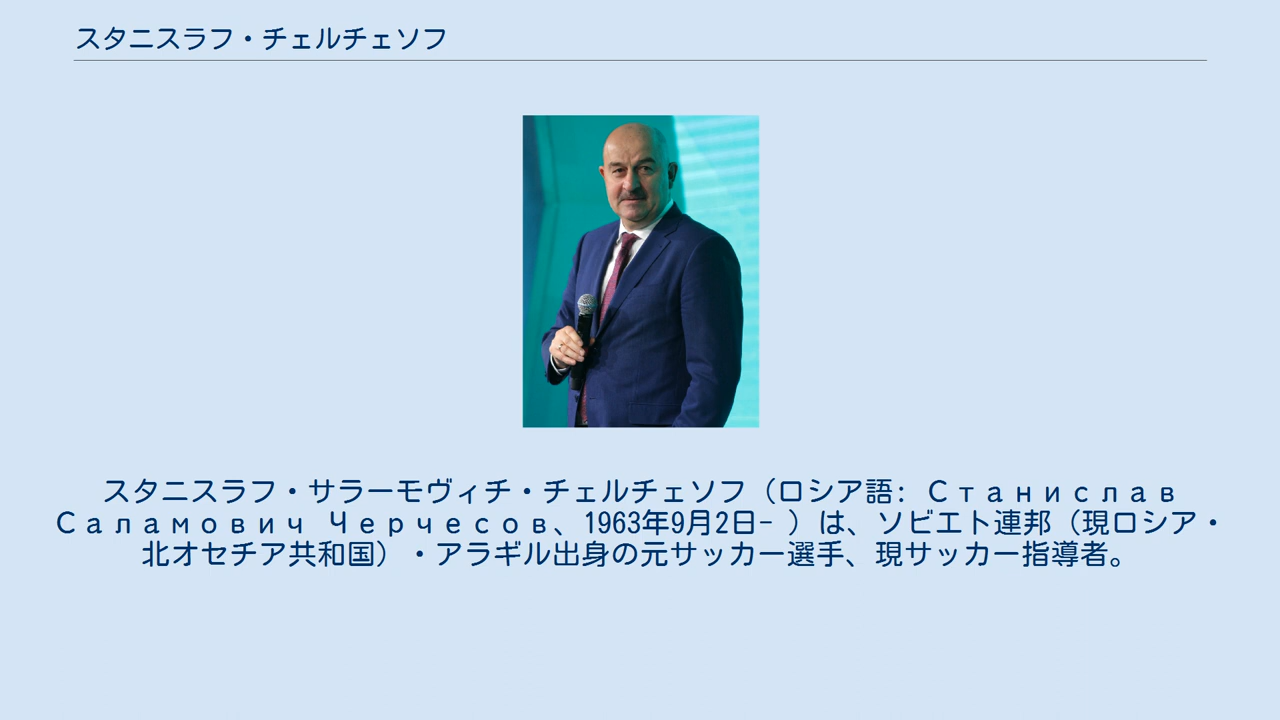 スタニスラフ・チェルチェソフ
スタニスラフ・サラーモヴィチ・チェルチェソフ（ロシア語: Станислав
Саламович Черчесов、1963年9月2日- ）は、ソビエト連邦（現ロシア・
北オセチア共和国）・アラギル出身の元サッカー選手、現サッカー指導者。